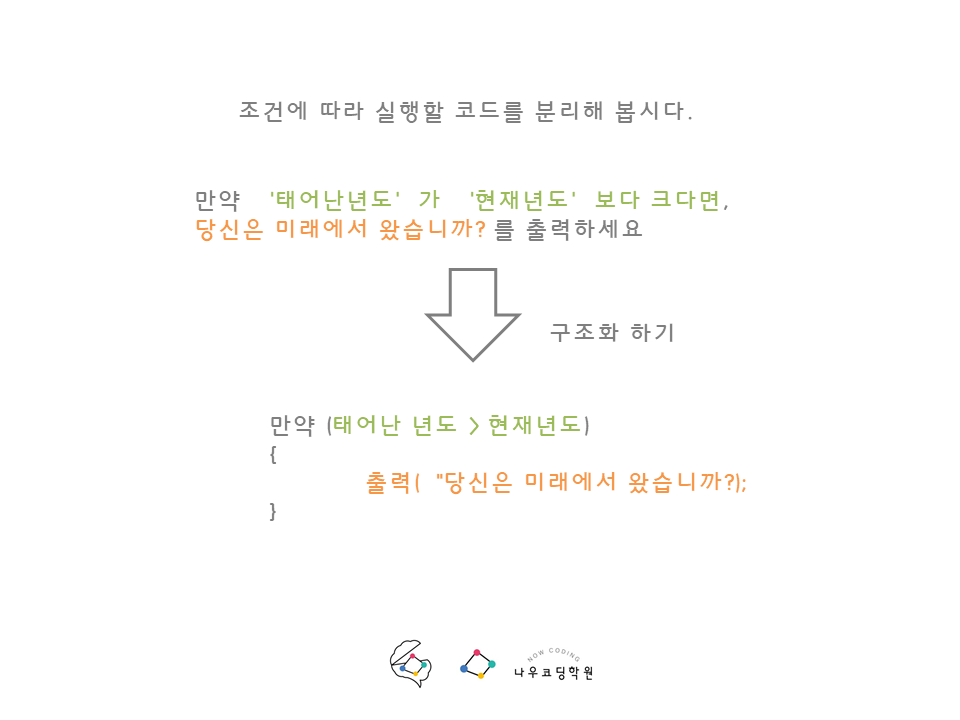 조건에 따라 실행할 코드를 분리해 봅시다.
만약 '태어난년도' 가 '현재년도' 보다 크다면,
당신은 미래에서 왔습니까? 를 출력하세요
구조화 하기
만약 (태어난 년도 > 현재년도)
{
출력( "당신은 미래에서 왔습니까?);
}
NOW CODING
나우코딩학원